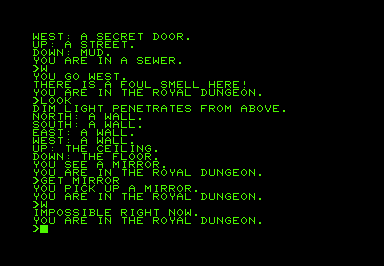 WEST: A SECRET DOOR.
UP: A STREET.
DOWN: MUD.
YOU ARE IN A SEWER.
>W
YOU GO WEST.
THERE IS A FOUL SMELL HERE!
YOU ARE IN THE ROYAL DUNGEON.
>LOOK
DIM LIGHT PENETRATES FROM ABOVE.
NORTH: A WALL.
SOUTH: A WALL.
EAST: A WALL.
WEST: A WALL.
UP: THE CEILING.
DOWN: THE FLOOR.
YOU SEE A MIRROR.
YOU ARE IN THE ROYAL DUNGEON.
>GET MIRROR
YOU PICK UP A MIRROR.
YOU ARE IN THE ROYAL DUNGEON.
>W
IMPOSSIBLE RIGHT NOW.
YOU ARE IN THE ROYAL DUNGEON.
>